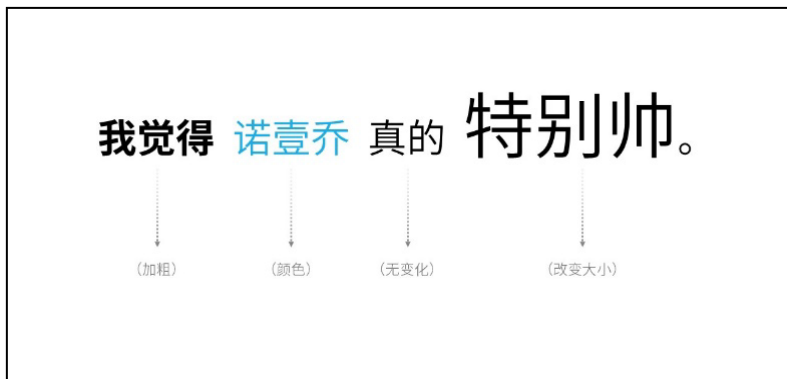 我觉得 诺壹乔 真的 特别帅。
（加粗） （颜色） （无变化） （改变大小）